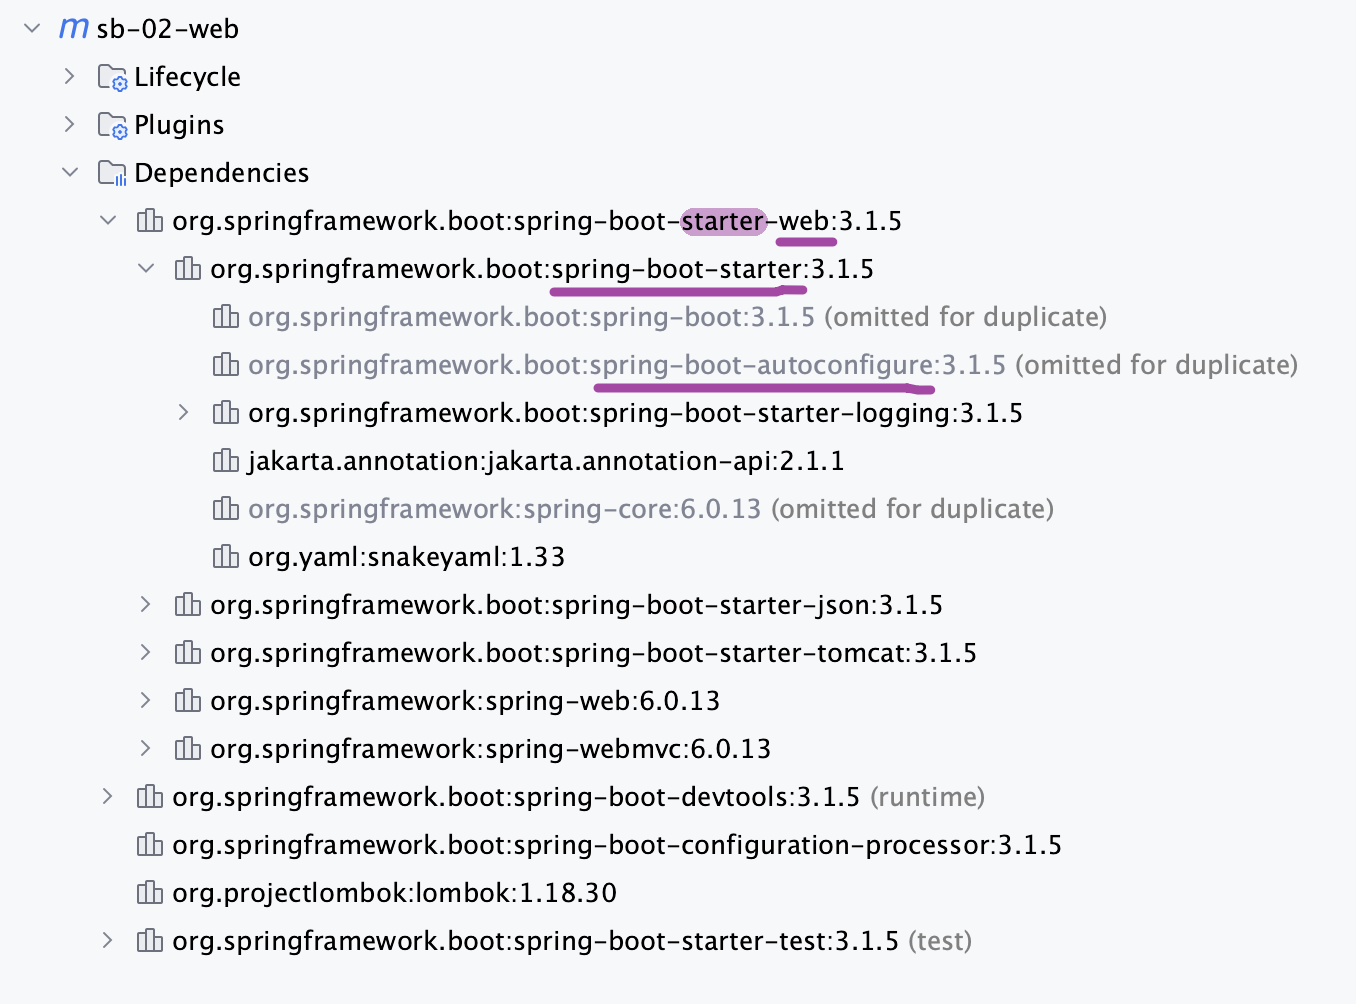 m sb-02-web
Lifecycle
Plugins
Dependencies
org.springframework.boot:spring-boot-starter-web:3.1.5
org.springframework.boot:spring-boot-starter:3.1.5
org.springframework.boot:spring-boot:3.1.5 (omitted for duplicate)
org.springframework.boot:spring-boot-autoconfigure:3.1.5 (omitted for duplicate)
org.springframework.boot:spring-boot-starter-logging:3.1.5
jakarta.annotation:jakarta.annotation-api:2.1.1
org.springframework:spring-core:6.0.13 (omitted for duplicate)
org.yaml:snakeyaml:1.33
org.springframework.boot:spring-boot-starter-json:3.1.5
org.springframework.boot:spring-boot-starter-tomcat:3.1.5
org.springframework:spring-web:6.0.13
org.springframework:spring-webmvc:6.0.13
org.springframework.boot:spring-boot-devtools:3.1.5 (runtime)
org.springframework.boot:spring-boot-configuration-processor:3.1.5
org.projectlombok:lombok:1.18.30
org.springframework.boot:spring-boot-starter-test:3.1.5 (test)